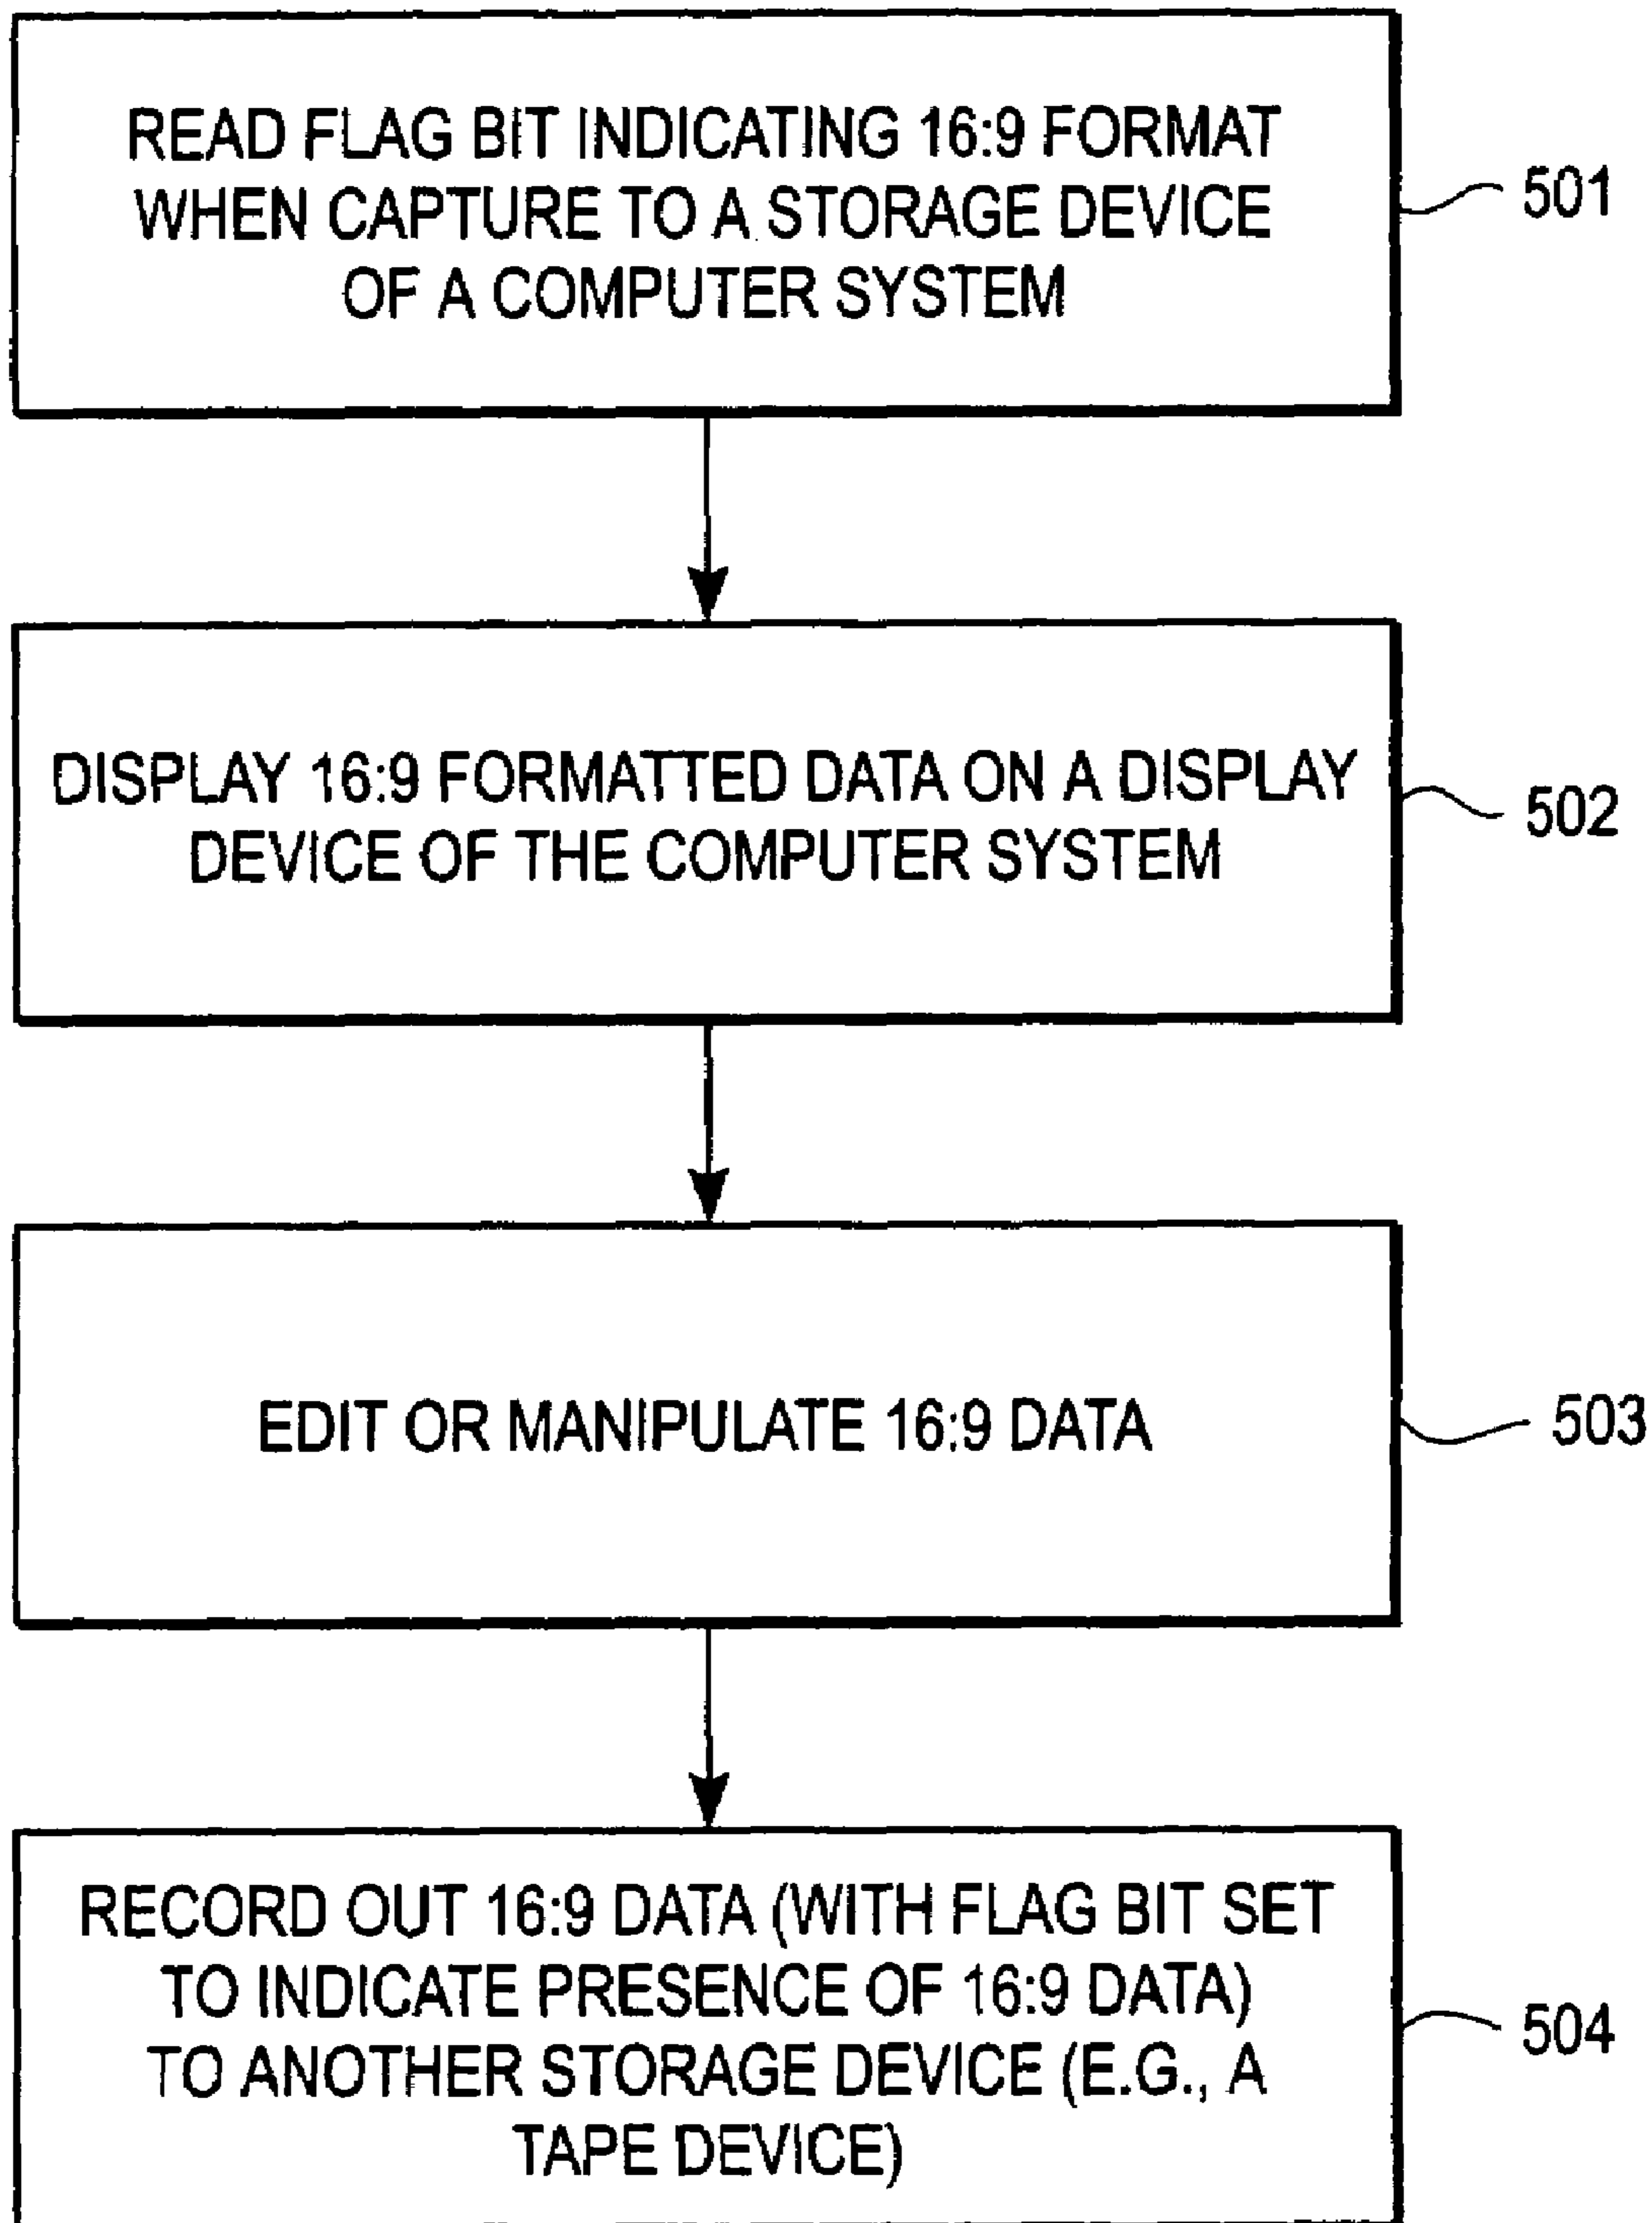 READ FLAG BIT INDICATING 16:9 FORMAT
WHEN CAPTURE TO A STORAGE DEVICE
OF A COMPUTER SYSTEM
501
DISPLAY 16:9 FORMATTED DATA ON A DISPLAY
DEVICE OF THE COMPUTER SYSTEM
502
EDIT OR MANIPULATE 16:9 DATA
503
RECORD OUT 16:9 DATA (WITH FLAG BIT SET
TO INDICATE PRESENCE OF 16:9 DATA)
TO ANOTHER STORAGE DEVICE (E.G., A
TAPE DEVICE)
504